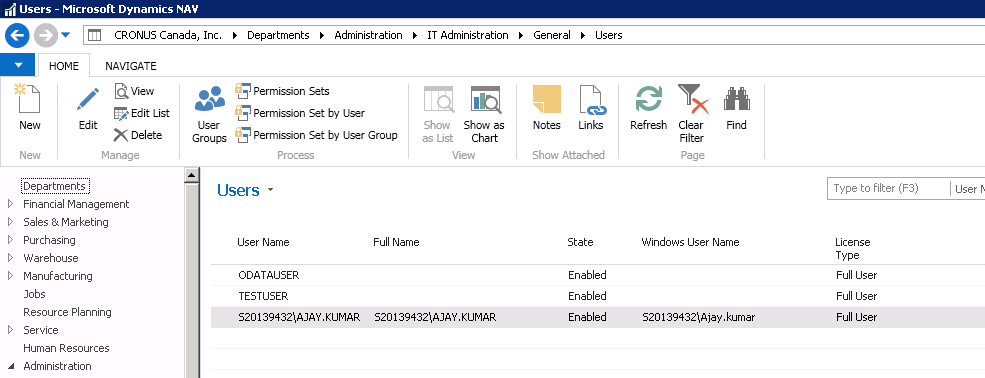 Users - Microsoft Dynamics NAV
CRONUS Canada, Inc. Departments Administration IT Administration General Users
HOME NAVIGATE
New
New
Edit
View
Edit List
Delete
Manage
User Groups
Permission Sets
Permission Set by User
Permission Set by User Group
Process
Show as List
Show as Chart
View
Notes
Links
Show Attached
Refresh
Clear Filter
Find
Page
Departments
Financial Management
Sales & Marketing
Purchasing
Warehouse
Manufacturing
Jobs
Resource Planning
Service
Human Resources
Administration
Users
Type to filter (F3) User N
User Name Full Name State Windows User Name License Type
ODATAUSER Enabled Full User
TESTUSER Enabled Full User
S20139432\AJAY.KUMAR S20139432\AJAY.KUMAR Enabled S20139432\Ajay.kumar Full User